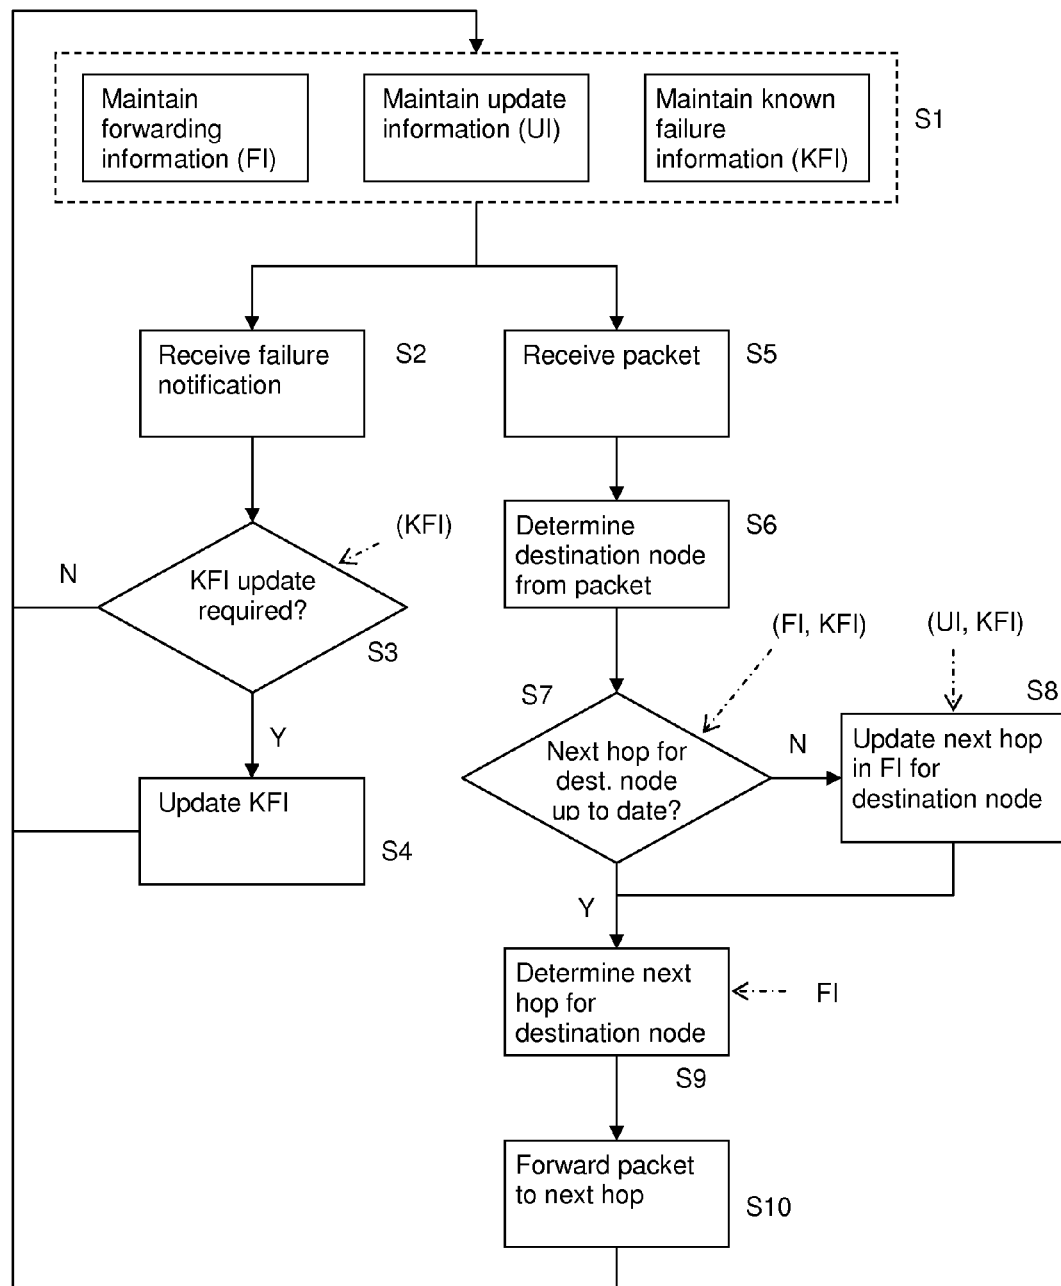 Maintain
forwarding
information (FI)
Maintain update
information (UI)
Maintain known
failure
information (KFI)
S1
Receive failure
notification
S2
Receive packet
S5
Determine
destination node
from packet
S6
(KFI)
KFI update
required?
N
S3
Y
(FI, KFI)
(UI, KFI)
S7
S8
Next hop for
dest. node
up to date?
N
Update next hop
in FI for
destination node
Update KFI
S4
Y
Determine next
hop for
destination node
FI
S9
Forward packet
to next hop
S10